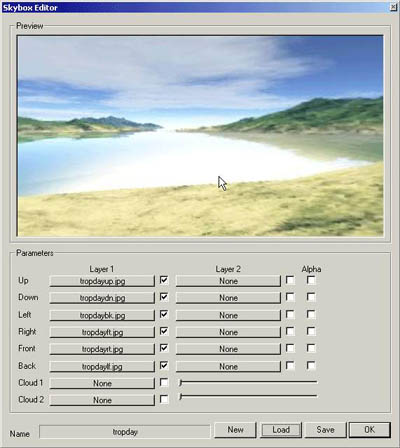 Skybox Editor
Preview
Parameters
Layer 1 Layer 2 Alpha
Up tropdayup.jpg None
Down tropdaydn.jpg None
Left tropdaybk.jpg None
Right tropdayft.jpg None
Front tropdayrt.jpg None
Back tropdaylf.jpg None
Cloud 1 None
Cloud 2 None
Name tropday New Load Save OK